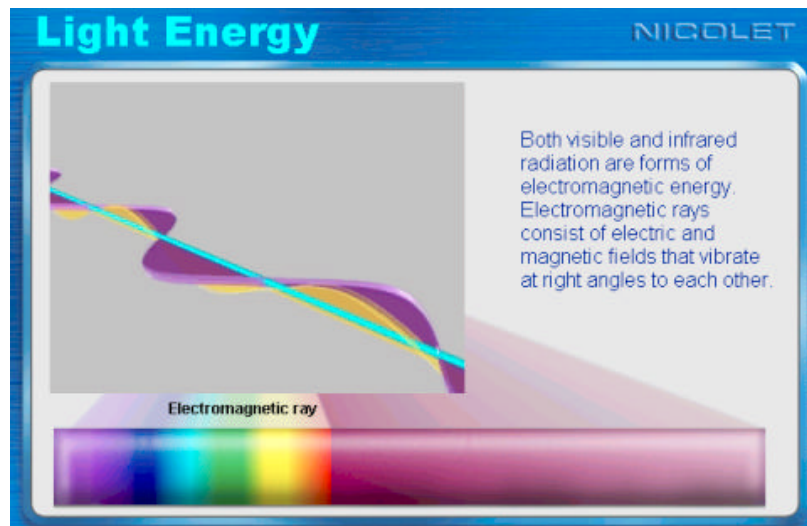 Light Energy
NICOLET
Both visible and infrared
radiation are forms of
electromagnetic energy.
Electromagnetic rays
consist of electric and
magnetic fields that vibrate
at right angles to each other.
Electromagnetic ray